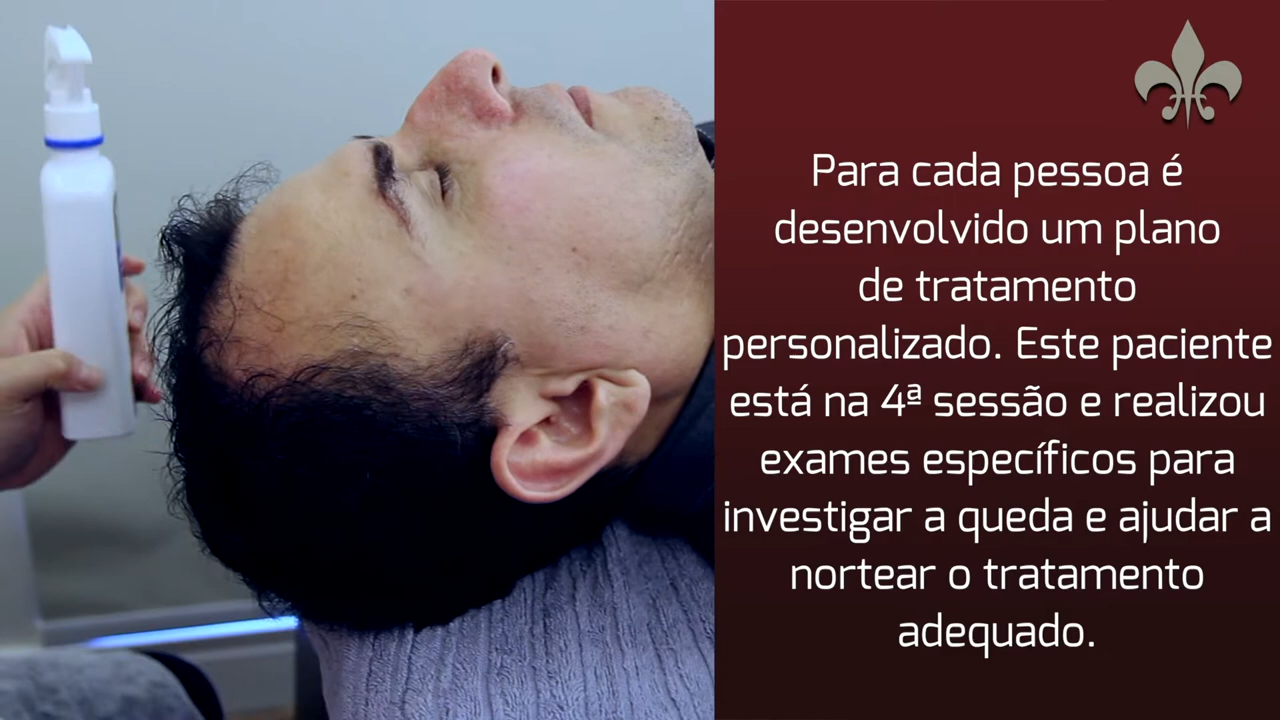 Para cada pessoa é
desenvolvido um plano
de tratamento
personalizado. Este paciente
está na 4ª sessão e realizou
exames específicos para
investigar a queda e ajudar a
nortear o tratamento
adequado.